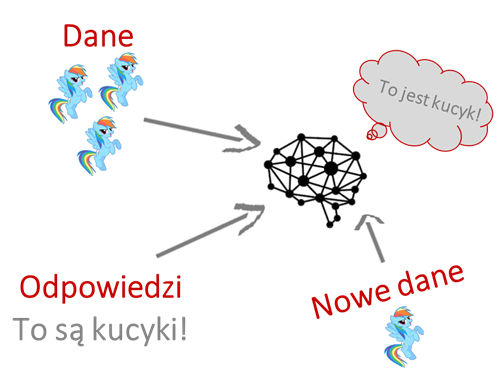 Dane
To jest kucyk!
Odpowiedzi
To są kucyki!
Nowe dane